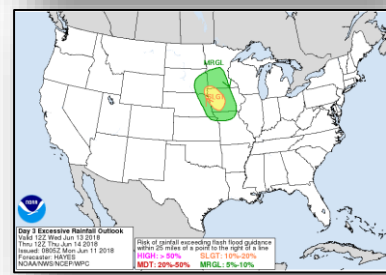 MRGL
SLGT
NOAA
Day 3 Excessive Rainfall Outlook
Valid 12Z Wed Jun 13 2018
Thru 12Z Thu Jun 14 2018
Issued: 0805Z Mon Jun 11 2018
Forecaster: HAYES
NOAA/NWS/NCEP/WPC
Risk of rainfall exceeding flash flood guidance
within 25 miles of a point to the right of a line
HIGH: > 50% SLGT: 10%-20%
MDT: 20%-50% MRGL: 5%-10%